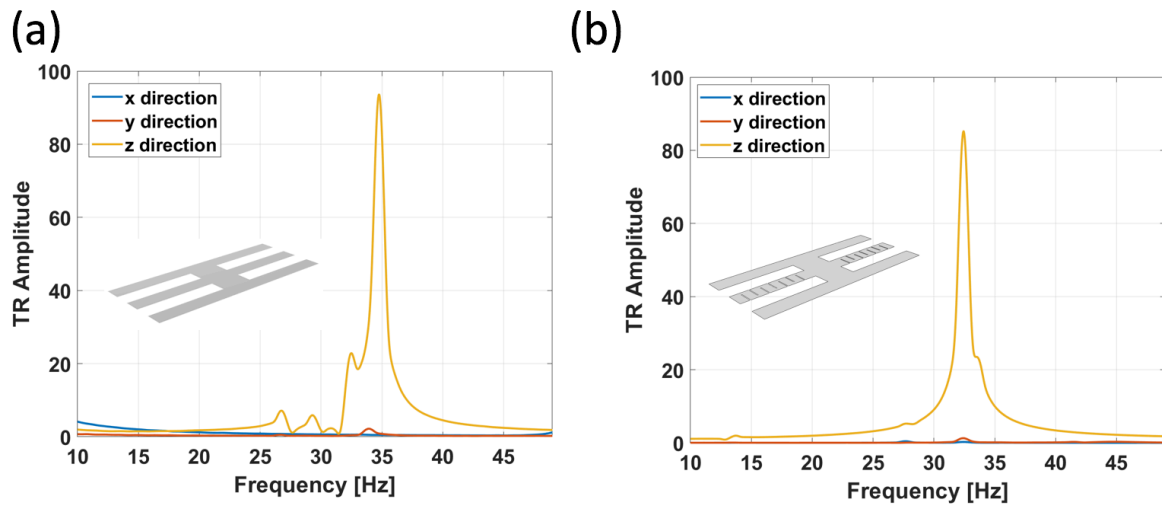 (a)
100
80
60
40
20
0
TR Amplitude
x direction
y direction
z direction
10 15 20 25 30 35 40 45
Frequency [Hz]
(b)
100
80
60
40
20
0
TR Amplitude
x direction
y direction
z direction
10 15 20 25 30 35 40 45
Frequency [Hz]